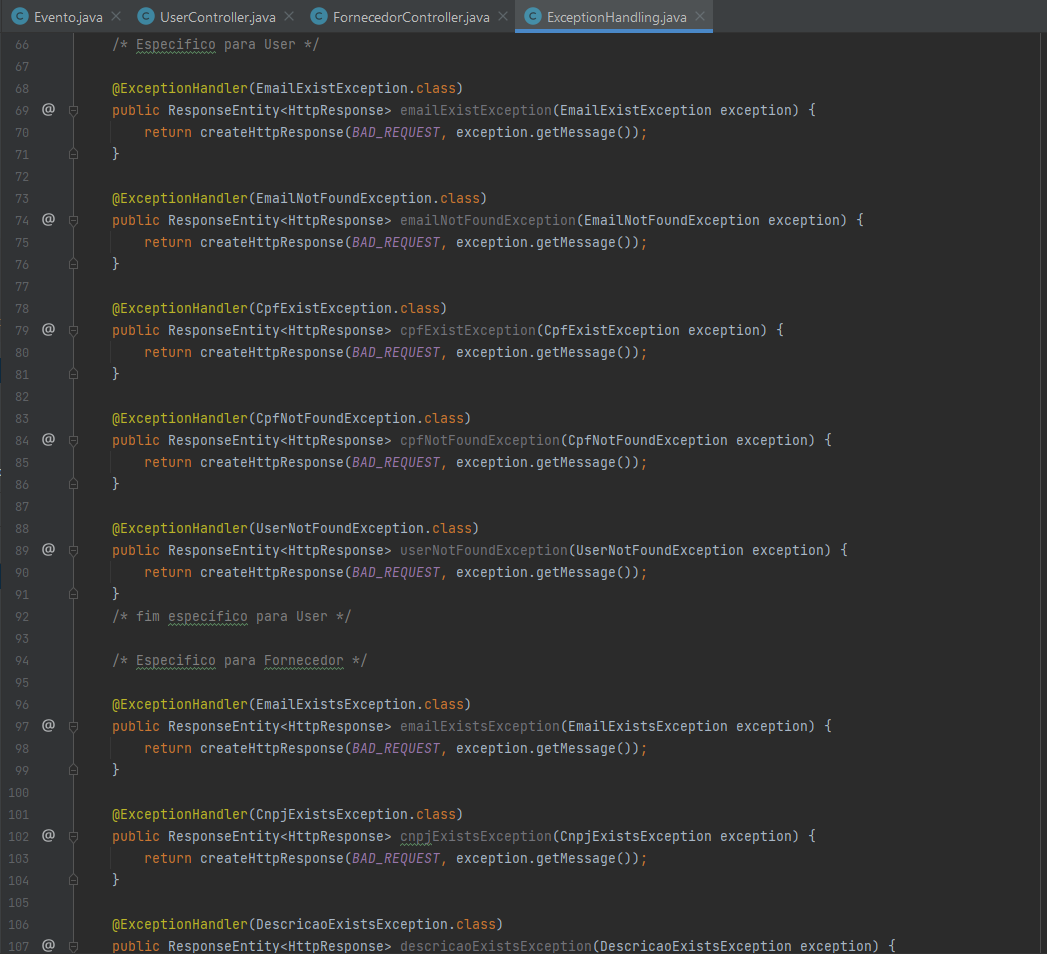 Evento.java UserController.java FornecedorController.java ExceptionHandling.java
66 /* Especifico para User */
67
68 @ExceptionHandler(EmailExistException.class)
69 @ public ResponseEntity<HttpResponse> emailExistException(EmailExistException exception) {
70 return createHttpResponse(BAD_REQUEST, exception.getMessage());
71 }
72
73 @ExceptionHandler(EmailNotFoundException.class)
74 @ public ResponseEntity<HttpResponse> emailNotFoundException(EmailNotFoundException exception) {
75 return createHttpResponse(BAD_REQUEST, exception.getMessage());
76 }
77
78 @ExceptionHandler(CpfExistException.class)
79 @ public ResponseEntity<HttpResponse> cpfExistException(CpfExistException exception) {
80 return createHttpResponse(BAD_REQUEST, exception.getMessage());
81 }
82
83 @ExceptionHandler(CpfNotFoundException.class)
84 @ public ResponseEntity<HttpResponse> cpfNotFoundException(CpfNotFoundException exception) {
85 return createHttpResponse(BAD_REQUEST, exception.getMessage());
86 }
87
88 @ExceptionHandler(UserNotFoundException.class)
89 @ public ResponseEntity<HttpResponse> userNotFoundException(UserNotFoundException exception) {
90 return createHttpResponse(BAD_REQUEST, exception.getMessage());
91 }
92 /* fim específico para User */
93
94 /* Especifico para Fornecedor */
95
96 @ExceptionHandler(EmailExistsException.class)
97 @ public ResponseEntity<HttpResponse> emailExistsException(EmailExistsException exception) {
98 return createHttpResponse(BAD_REQUEST, exception.getMessage());
99 }
100
101 @ExceptionHandler(CnpjExistsException.class)
102 @ public ResponseEntity<HttpResponse> cnpjExistsException(CnpjExistsException exception) {
103 return createHttpResponse(BAD_REQUEST, exception.getMessage());
104 }
105
106 @ExceptionHandler(DescricaoExistsException.class)
107 @ public ResponseEntity<HttpResponse> descricaoExistsException(DescricaoExistsException exception) {